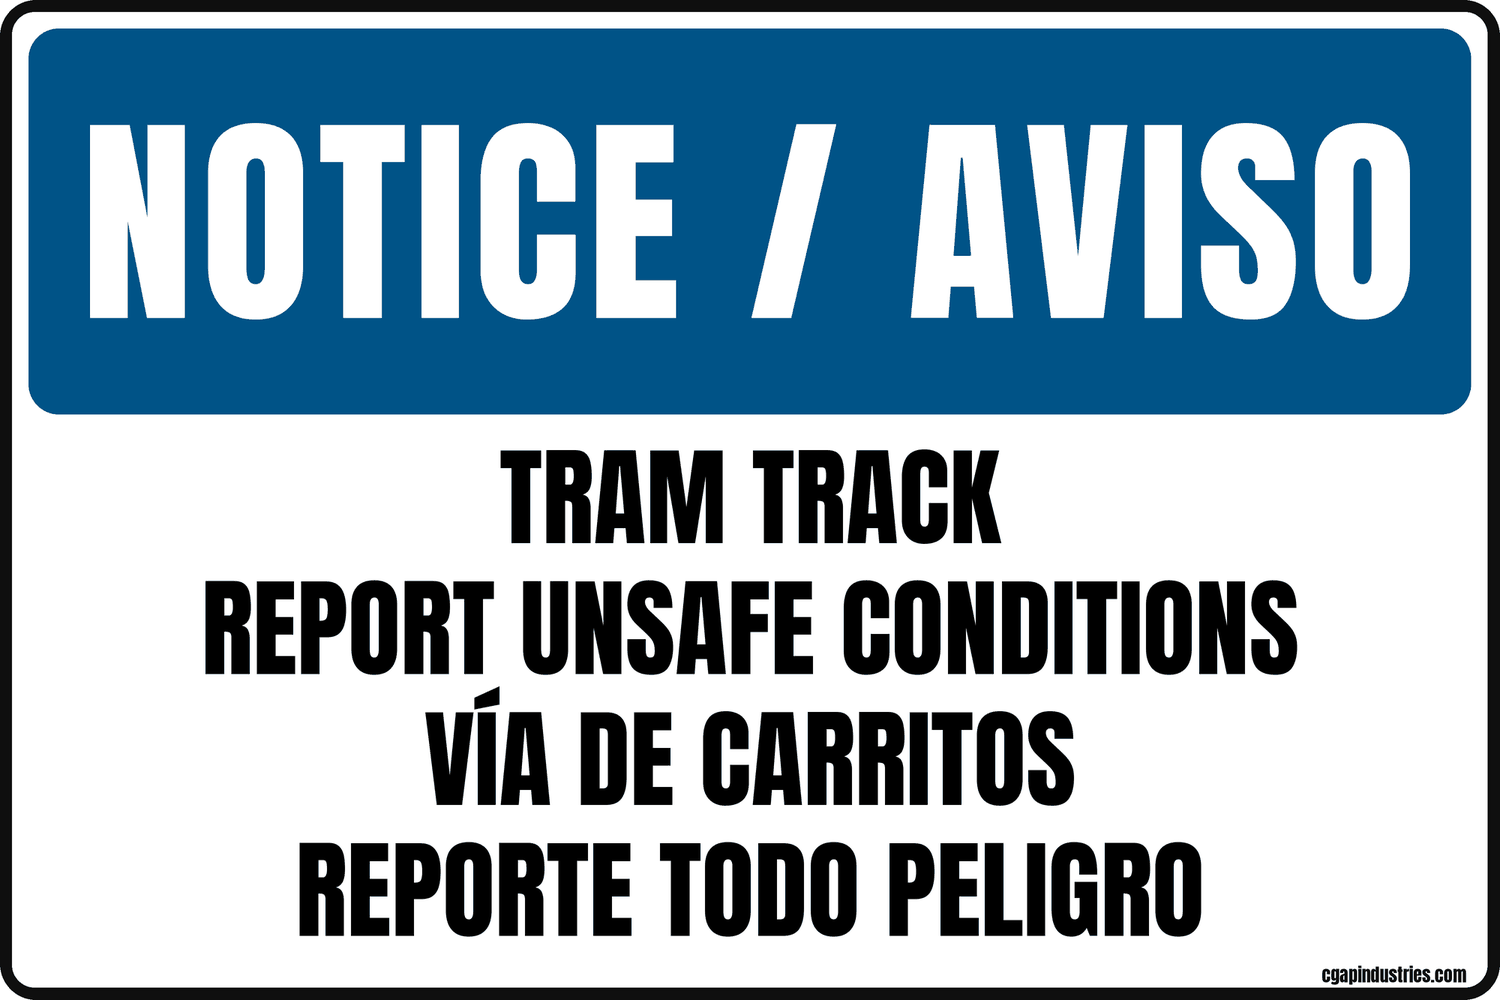 NOTICE / AVISO
TRAM TRACK
REPORT UNSAFE CONDITIONS
VÍA DE CARRITOS
REPORTE TODO PELIGRO
cgapindustries.com